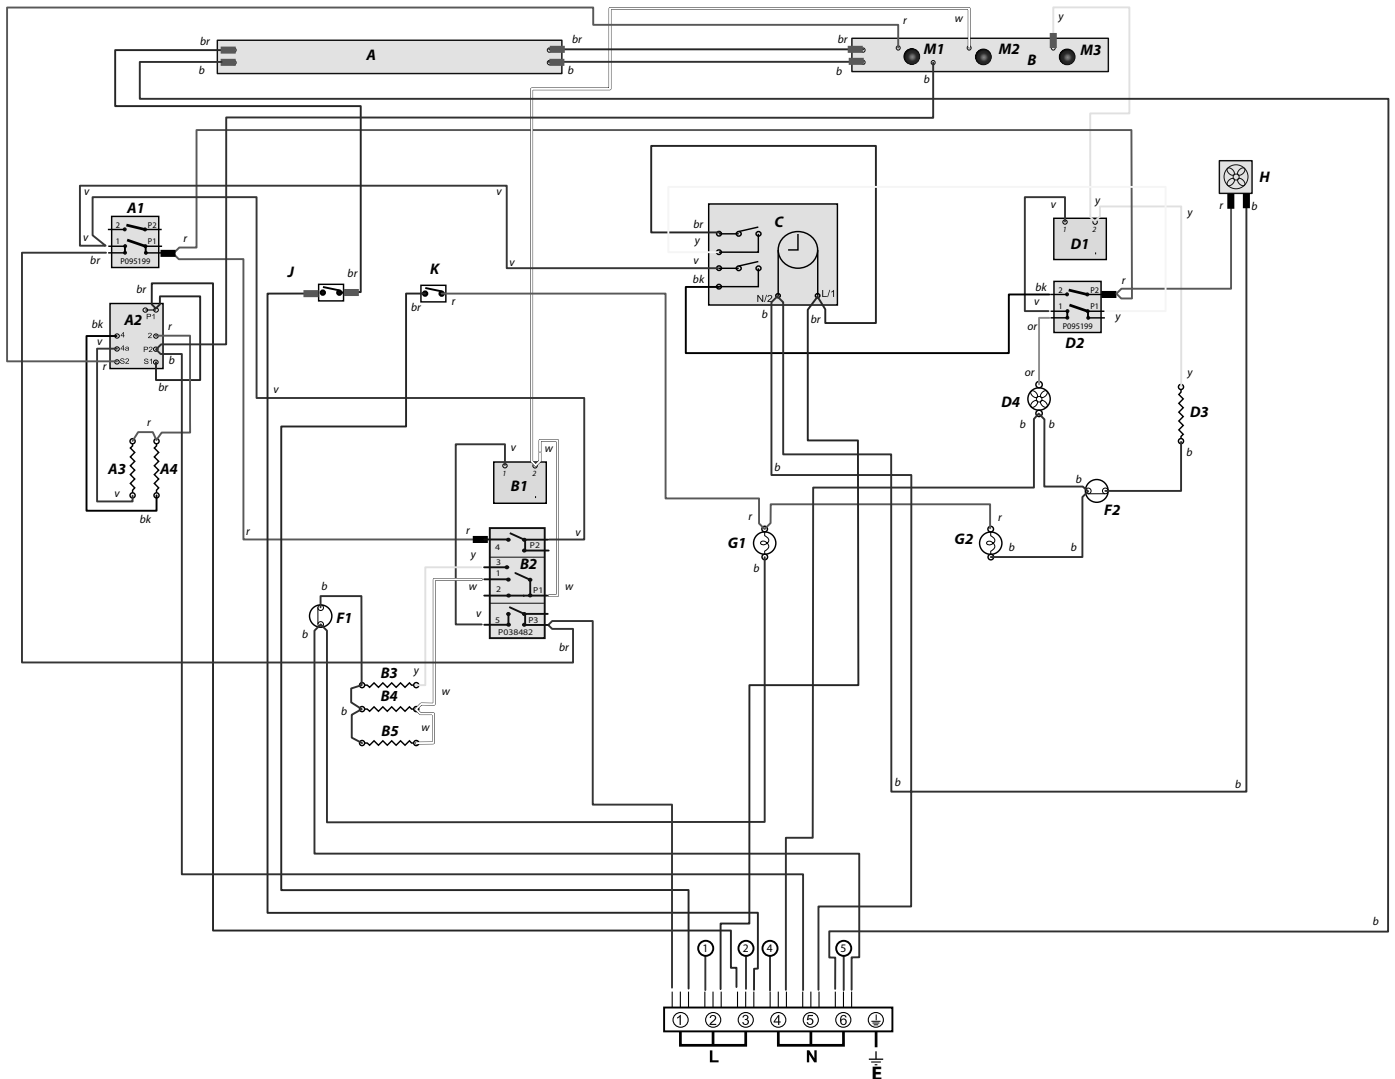 r
w
y
br
b
A
br
b
br
b
M1
M2
B
M3
b
H
r
b
v
v
v
br
A1
2
P2
1
P1
P095199
r
br
y
v
bk
C
N/2
L/1
b
br
v
y
y
1
2
D1
bk
v
or
2
P2
1
P1
P095199
r
y
D2
J
br
K
br
r
v
br
A2
P1
bk
4
2
r
v
4a
P2
b
r
S2
S1
br
v
or
D4
b
b
y
D3
b
r
A3
A4
v
bk
v
w
1
2
B1
b
b
F2
r
r
4
P2
v
y
3
B2
1
w
2
P1
w
v
5
P3
P038482
br
r
G1
b
G2
r
b
b
b
F1
b
B3
y
B4
w
b
B5
w
b
b
b
1
2
4
5
1
2
3
4
5
6
L
N
E